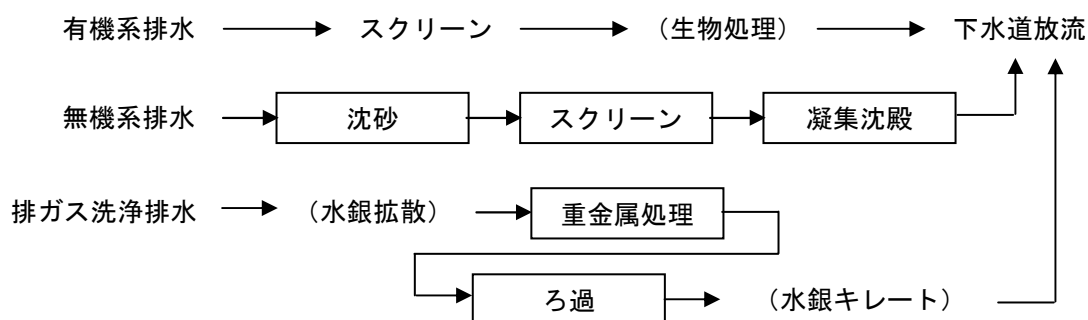 有機系排水 スクリーン （生物処理） 下水道放流
無機系排水 沈砂 スクリーン 凝集沈殿
排ガス洗浄排水 （水銀拡散） 重金属処理
ろ過 （水銀キレート）